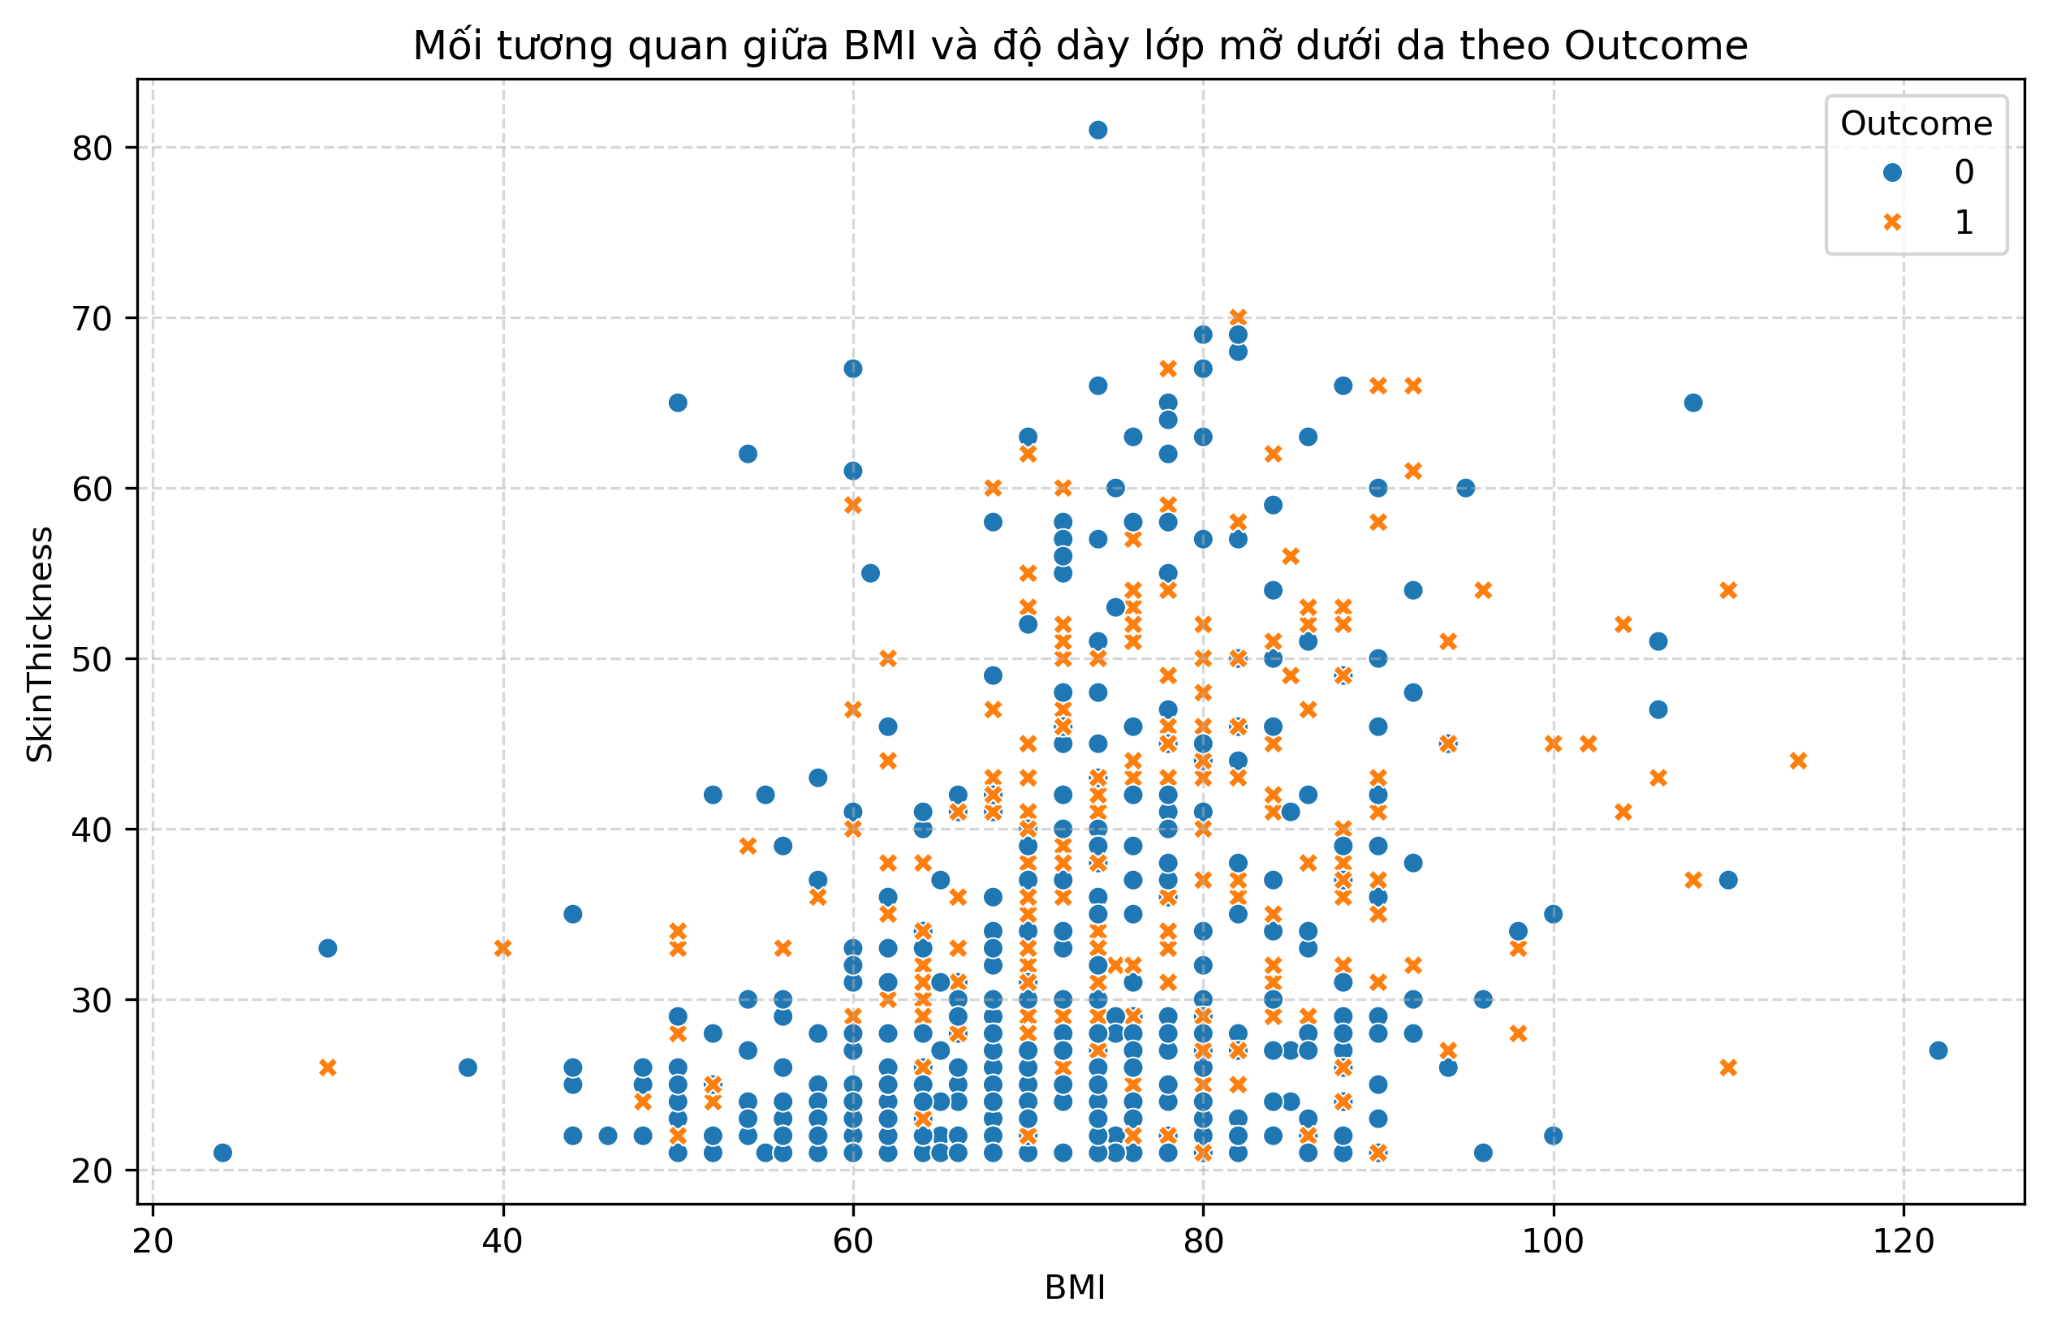 Mối tương quan giữa BMI và độ dày lớp mỡ dưới da theo Outcome
Outcome
0
1
80
70
60
50
40
30
20
SkinThickness
20 40 60 80 100 120
BMI